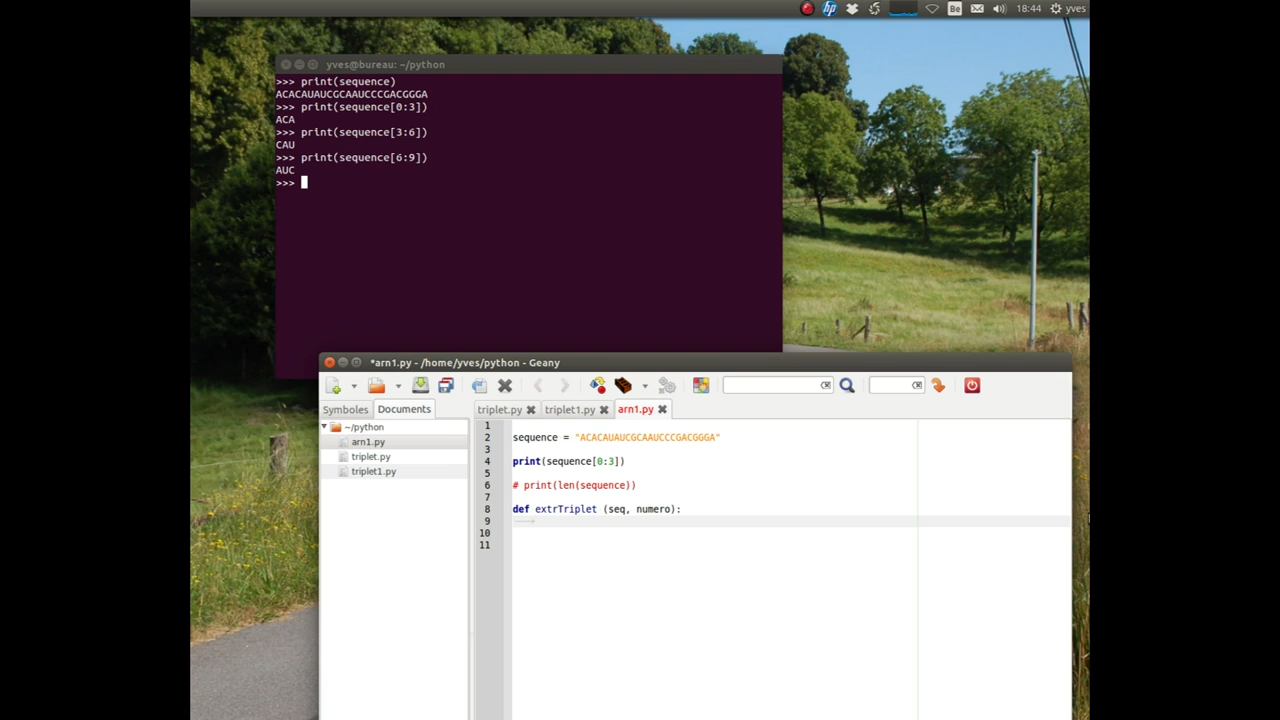 hp
Be
18:44
yves
yves@bureau: ~/python
>>> print(sequence)
ACACAUAUCGCAAUCCCGACGGGA
>>> print(sequence[0:3])
ACA
>>> print(sequence[3:6])
CAU
>>> print(sequence[6:9])
AUC
>>>
*arn1.py - /home/yves/python - Geany
Symboles
Documents
triplet.py
triplet1.py
arn1.py
~/python
arn1.py
triplet.py
triplet1.py
1
2 sequence = "ACACAUAUCGCAAUCCCGACGGGA"
3
4 print(sequence[0:3])
5
6 # print(len(sequence))
7
8 def extrTriplet (seq, numero):
9
10
11